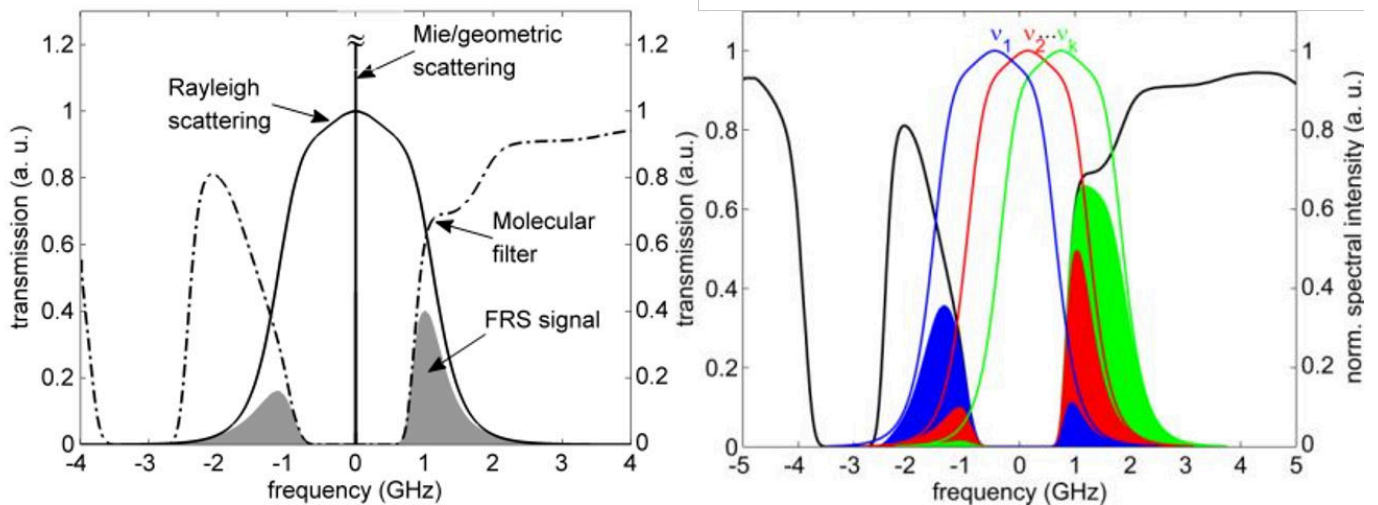 1.2
1
0.8
0.6
0.4
0.2
0
transmission (a. u.)
≈
Mie/geometric
scattering
Rayleigh
scattering
Molecular
filter
FRS signal
1.2
1
0.8
0.6
0.4
0.2
0
-4 -3 -2 -1 0 1 2 3 4
frequency (GHz)
1
0.8
0.6
0.4
0.2
0
transmission (a.u.)
ν1 ν2...νk
1
0.8
0.6
0.4
0.2
0
norm. spectral intensity (a. u.)
-5 -4 -3 -2 -1 0 1 2 3 4 5
frequency (GHz)